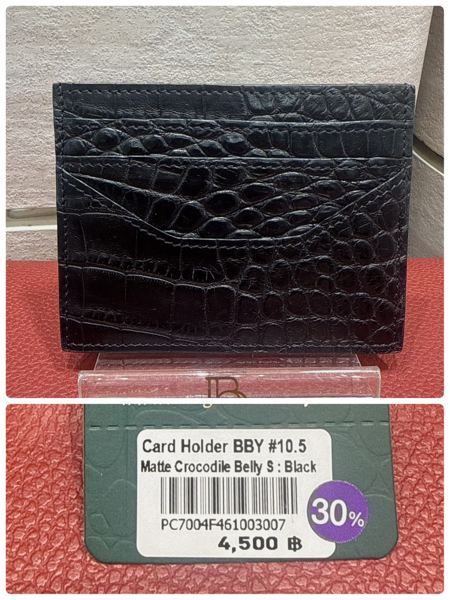 B
Card Holder BBY #10.5
Matte Crocodile Belly S : Black
PC7004F461003007
30%
4,500 ฿